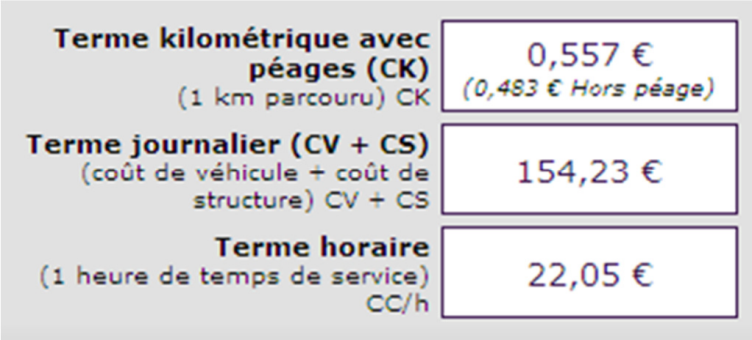 Terme kilométrique avec
péages (CK)
(1 km parcouru) CK
0,557 €
(0,483 € Hors péage)
Terme journalier (CV + CS)
(coût de véhicule + coût de
structure) CV + CS
154,23 €
Terme horaire
(1 heure de temps de service)
CC/h
22,05 €